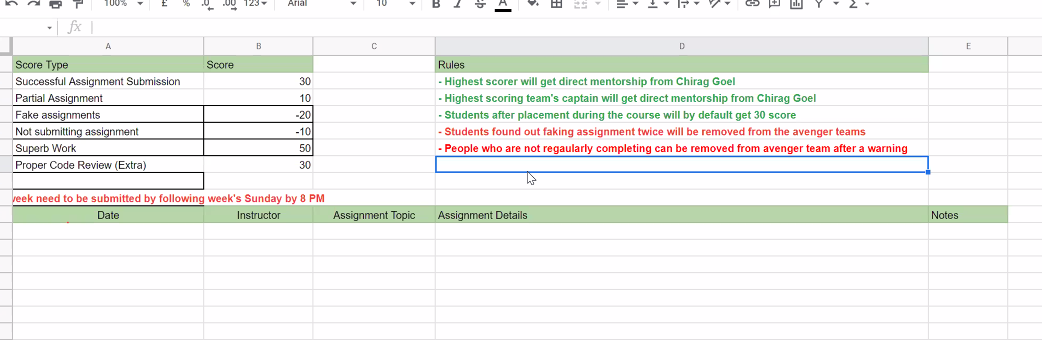 100% £ % .0 .00 123 Arial 10 B I S A Σ
fx
A B C D E
Score Type Score Rules
Successful Assignment Submission 30 - Highest scorer will get direct mentorship from Chirag Goel
Partial Assignment 10 - Highest scoring team's captain will get direct mentorship from Chirag Goel
Fake assignments -20 - Students after placement during the course will by default get 30 score
Not submitting assignment -10 - Students found out faking assignment twice will be removed from the avenger teams
Superb Work 50 - People who are not regaularly completing can be removed from avenger team after a warning
Proper Code Review (Extra) 30
week need to be submitted by following week's Sunday by 8 PM
Date Instructor Assignment Topic Assignment Details Notes